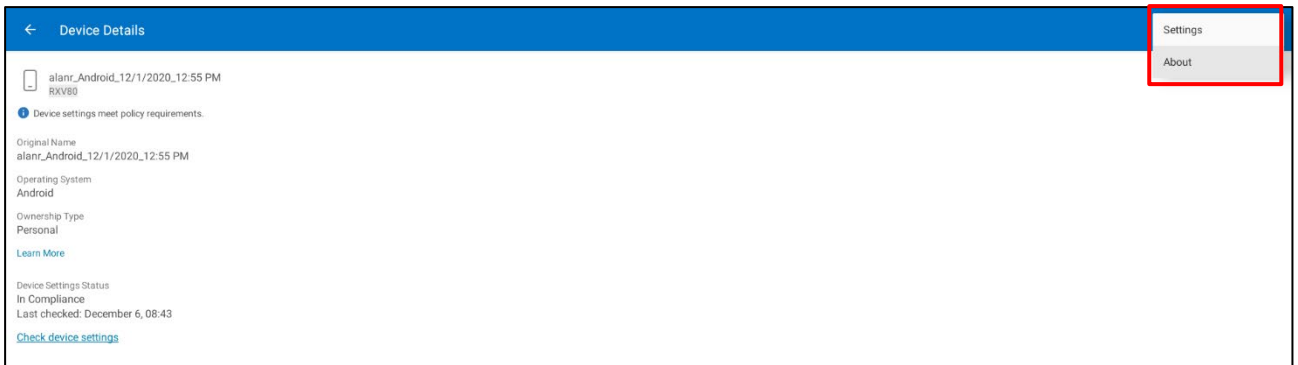 Device Details
Settings
About
alanr_Android_12/1/2020_12:55 PM
RXV80
Device settings meet policy requirements.
Original Name
alanr_Android_12/1/2020_12:55 PM
Operating System
Android
Ownership Type
Personal
Learn More
Device Settings Status
In Compliance
Last checked: December 6, 08:43
Check device settings